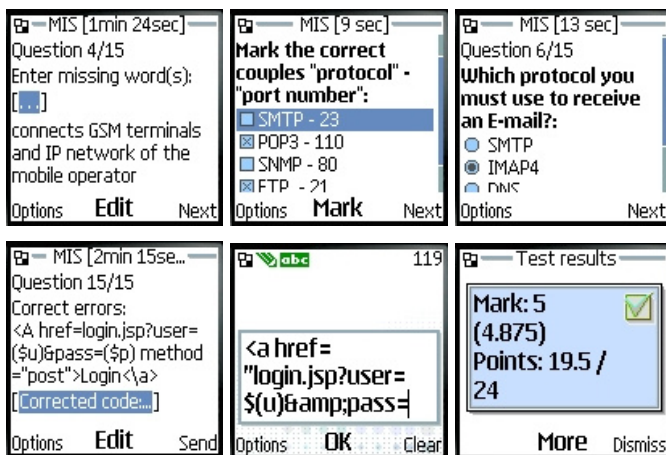 MIS [1min 24sec]
Question 4/15
Enter missing word(s):
[...]
connects GSM terminals
and IP network of the
mobile operator
Options Edit Next
MIS [9 sec]
Mark the correct
couples "protocol" -
"port number":
SMTP - 23
POP3 - 110
SNMP - 80
FTP - 21
Options Mark Next
MIS [13 sec]
Question 6/15
Which protocol you
must use to receive
an E-mail?:
SMTP
IMAP4
DNS
Options Next
MIS [2min 15se...
Question 15/15
Correct errors:
<A href=login.jsp?user=
($u)&pass=($p) method
="post">Login<\a>
[Corrected code:...]
Options Edit Send
abc 119
<a href=
"login.jsp?user=
$(u)&amp;pass=
Options OK Clear
Test results
Mark: 5
(4.875)
Points: 19.5 /
24
More Dismiss